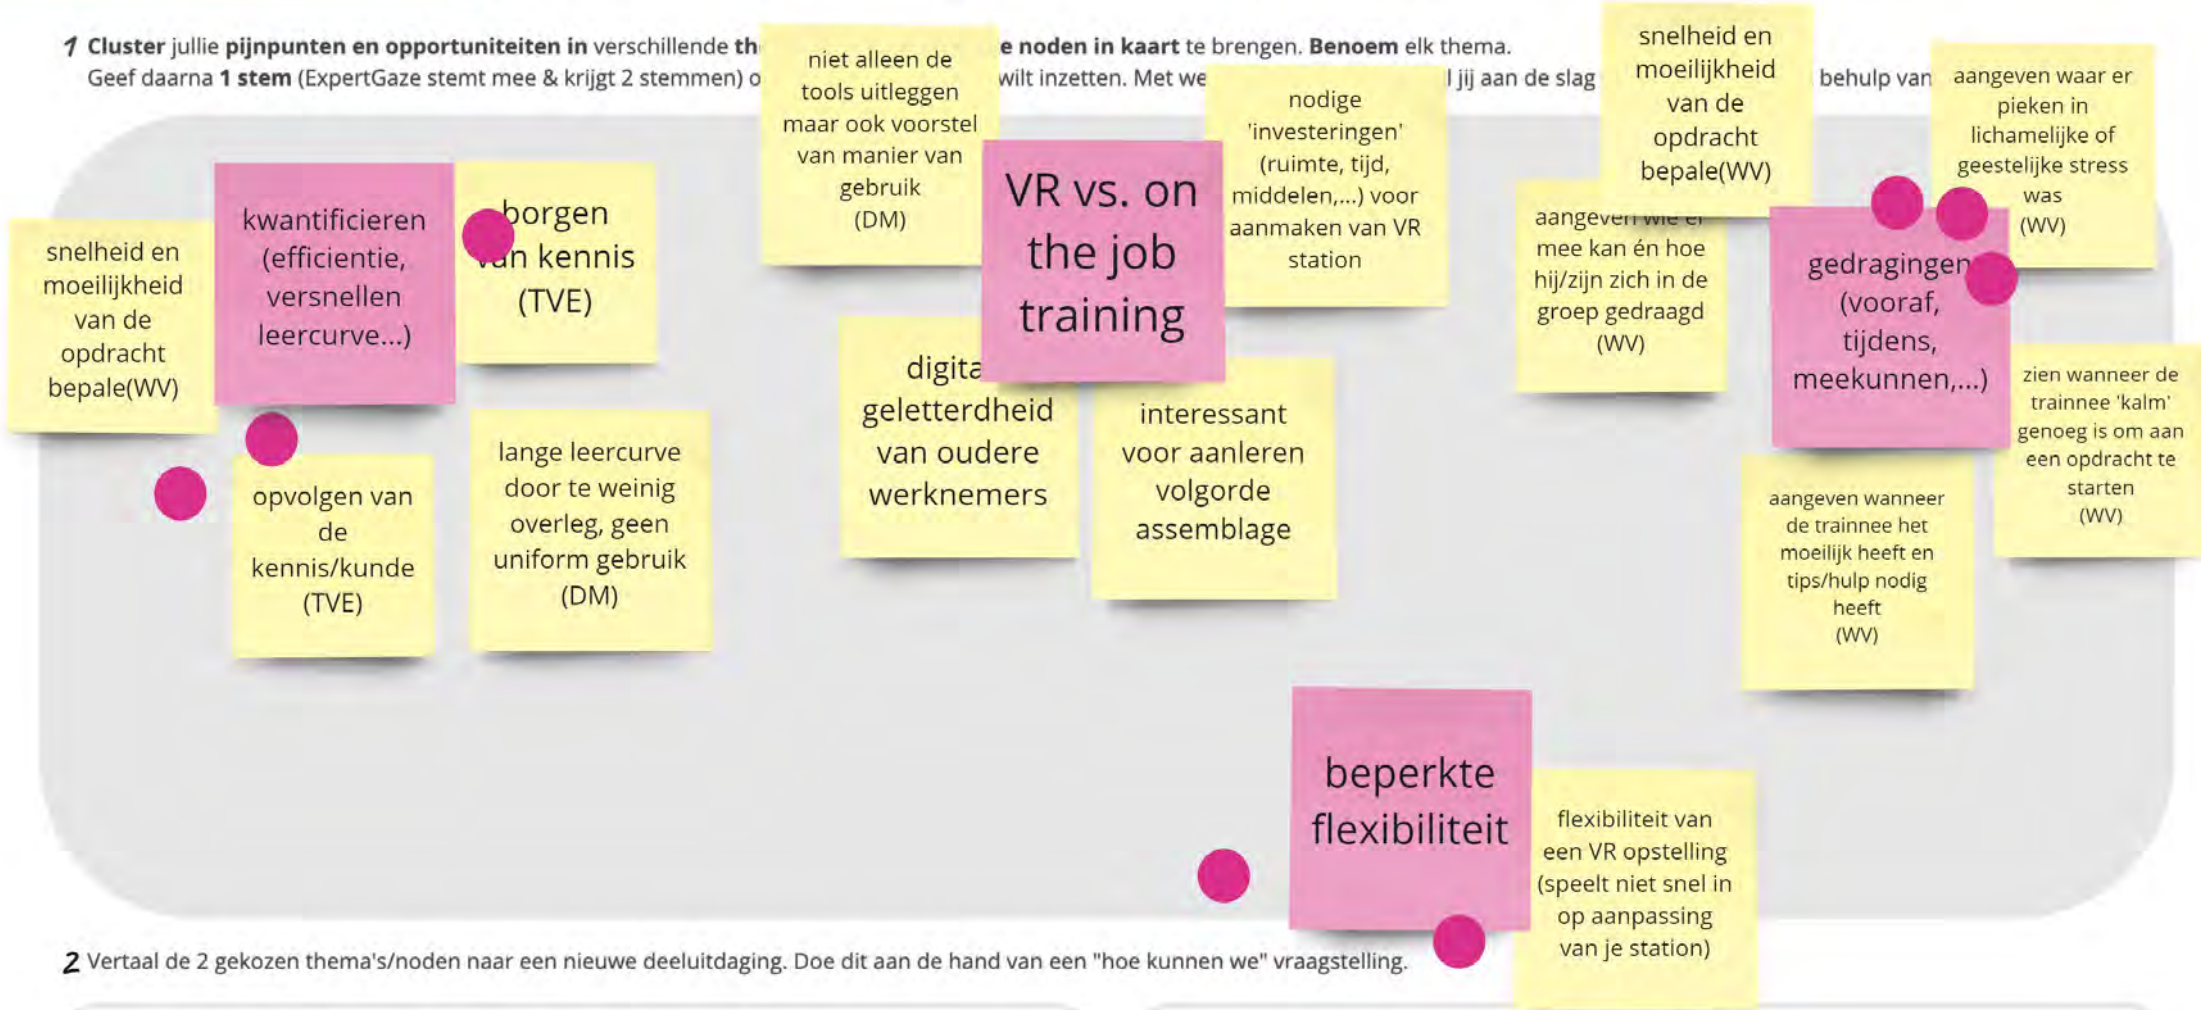 1 Cluster jullie pijnpunten en opportuniteiten in verschillende th
e noden in kaart te brengen. Benoem elk thema.
Geef daarna 1 stem (ExpertGaze stemt mee & krijgt 2 stemmen) o
wilt inzetten. Met we
l jij aan de slag
behulp van
snelheid en
moeilijkheid
van de
opdracht
bepale(WV)
kwantificieren
(efficientie,
versnellen
leercurve...)
borgen
van kennis
(TVE)
opvolgen van
de
kennis/kunde
(TVE)
lange leercurve
door te weinig
overleg, geen
uniform gebruik
(DM)
niet alleen de
tools uitleggen
maar ook voorstel
van manier van
gebruik
(DM)
VR vs. on
the job
training
nodige
'investeringen'
(ruimte, tijd,
middelen,...) voor
aanmaken van VR
station
digita
geletterdheid
van oudere
werknemers
interessant
voor aanleren
volgorde
assemblage
snelheid en
moeilijkheid
van de
opdracht
bepale(WV)
aangeven waar er
pieken in
lichamelijke of
geestelijke stress
was
(WV)
aangeven wie er
mee kan én hoe
hij/zijn zich in de
groep gedraagd
(WV)
gedragingen
(vooraf,
tijdens,
meekunnen,...)
zien wanneer de
trainnee 'kalm'
genoeg is om aan
een opdracht te
starten
(WV)
aangeven wanneer
de trainnee het
moeilijk heeft en
tips/hulp nodig
heeft
(WV)
beperkte
flexibiliteit
flexibiliteit van
een VR opstelling
(speelt niet snel in
op aanpassing
van je station)
2 Vertaal de 2 gekozen thema's/noden naar een nieuwe deeluitdaging. Doe dit aan de hand van een "hoe kunnen we" vraagstelling.